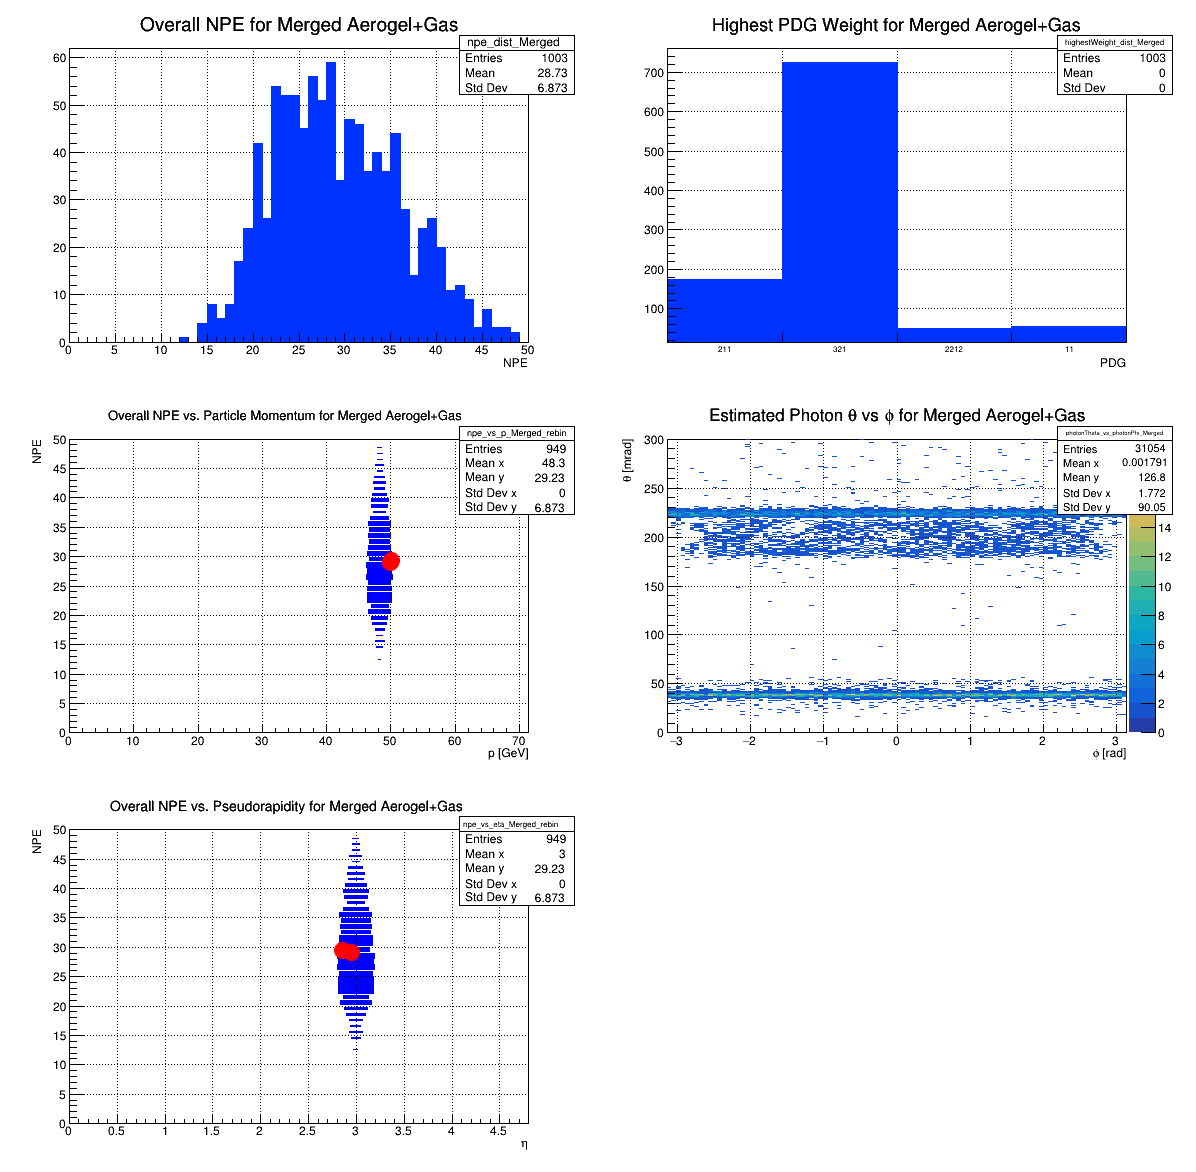 Overall NPE for Merged Aerogel+Gas
npe_dist_Merged
Entries 1003
Mean 28.73
Std Dev 6.873
60
50
40
30
20
10
0
0 5 10 15 20 25 30 35 40 45 50
NPE
Highest PDG Weight for Merged Aerogel+Gas
highestWeight_dist_Merged
Entries 1003
Mean 0
Std Dev 0
700
600
500
400
300
200
100
211 321 2212 11
PDG
Overall NPE vs. Particle Momentum for Merged Aerogel+Gas
npe_vs_p_Merged_rebin
Entries 949
Mean x 48.3
Mean y 29.23
Std Dev x 0
Std Dev y 6.873
NPE
50
45
40
35
30
25
20
15
10
5
0
0 10 20 30 40 50 60 70
p [GeV]
Estimated Photon θ vs ϕ for Merged Aerogel+Gas
photonTheta_vs_photonPhi_Merged
Entries 31054
Mean x 0.001791
Mean y 126.8
Std Dev x 1.772
Std Dev y 90.05
θ [mrad]
300
250
200
150
100
50
0
−3 −2 −1 0 1 2 3
ϕ [rad]
14
12
10
8
6
4
2
0
Overall NPE vs. Pseudorapidity for Merged Aerogel+Gas
npe_vs_eta_Merged_rebin
Entries 949
Mean x 3
Mean y 29.23
Std Dev x 0
Std Dev y 6.873
NPE
50
45
40
35
30
25
20
15
10
5
0
0 0.5 1 1.5 2 2.5 3 3.5 4 4.5
η